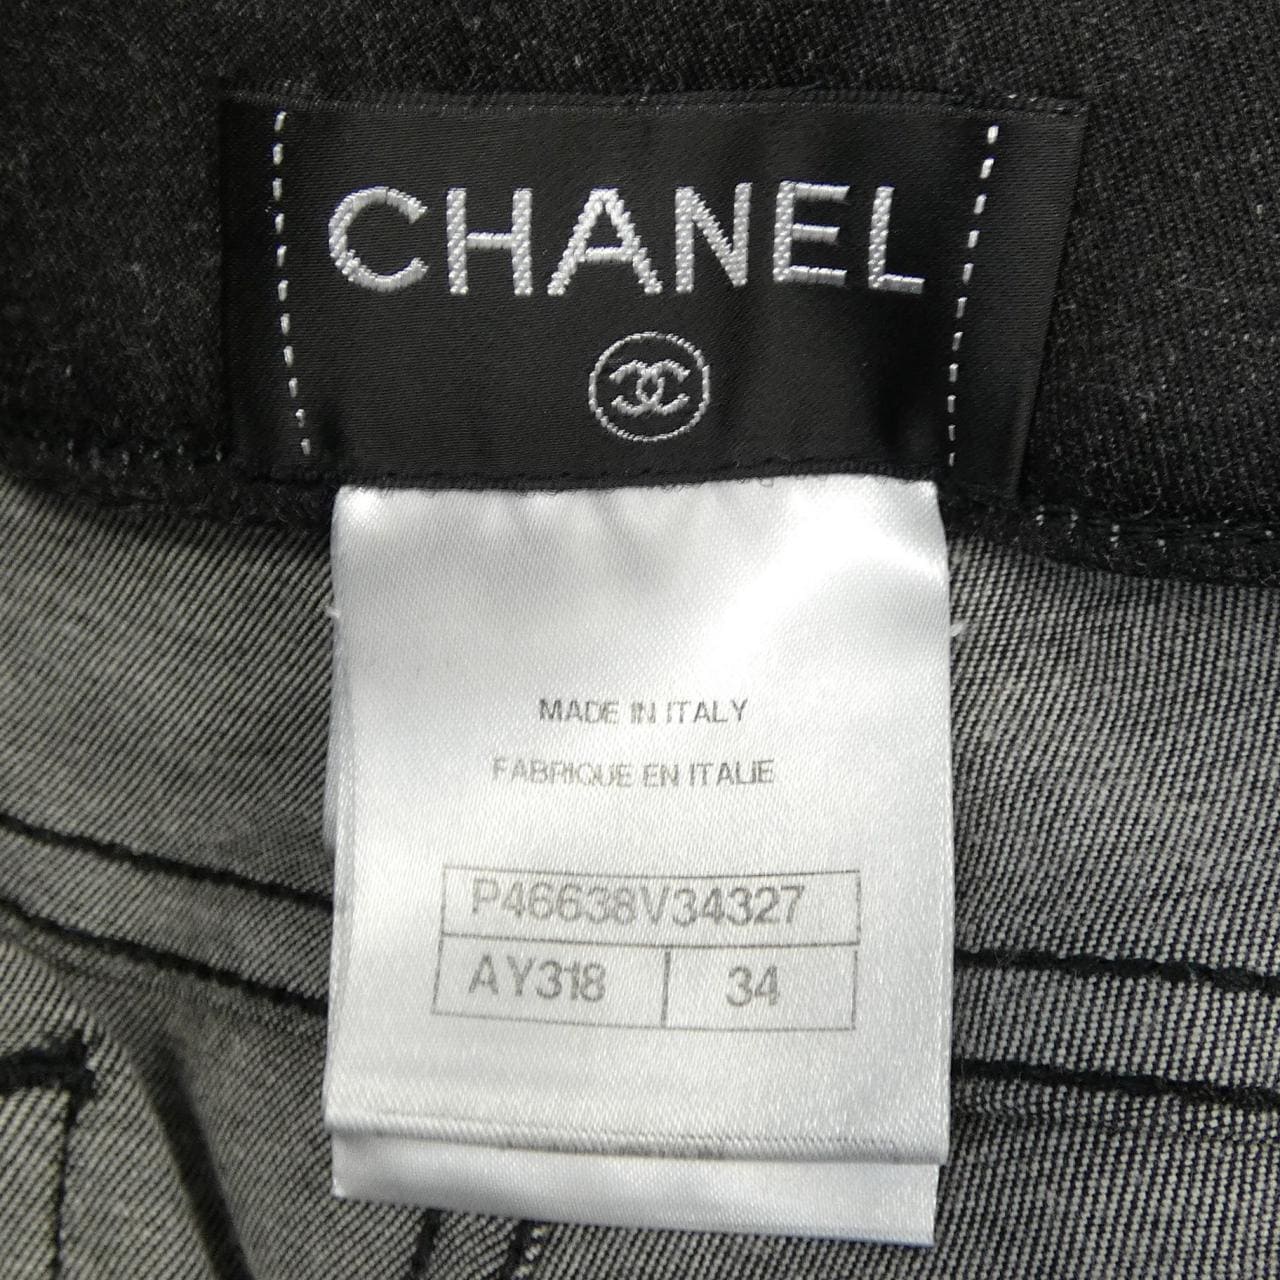 CHANEL
MADE IN ITALY
FABRIQUE EN ITALIE
P46638V34327
AY318 34